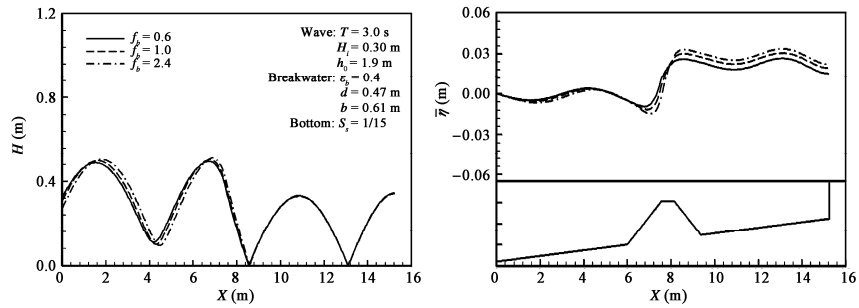 1.2
0.9
0.6
0.4
0.0
H (m)
f_b = 0.6
f_b = 1.0
f_b = 2.4
Wave: T = 3.0 s
H_i = 0.30 m
h_0 = 1.9 m
Breakwater: ε_b − 0.4
d = 0.47 m
b = 0.61 m
Bottom: S_s = 1/15
0 2 4 6 8 10 12 14 16
X (m)
0.06
0.03
0.00
−0.03
−0.06
η̅ (m)
0 2 4 6 8 10 12 14 16
X (m)